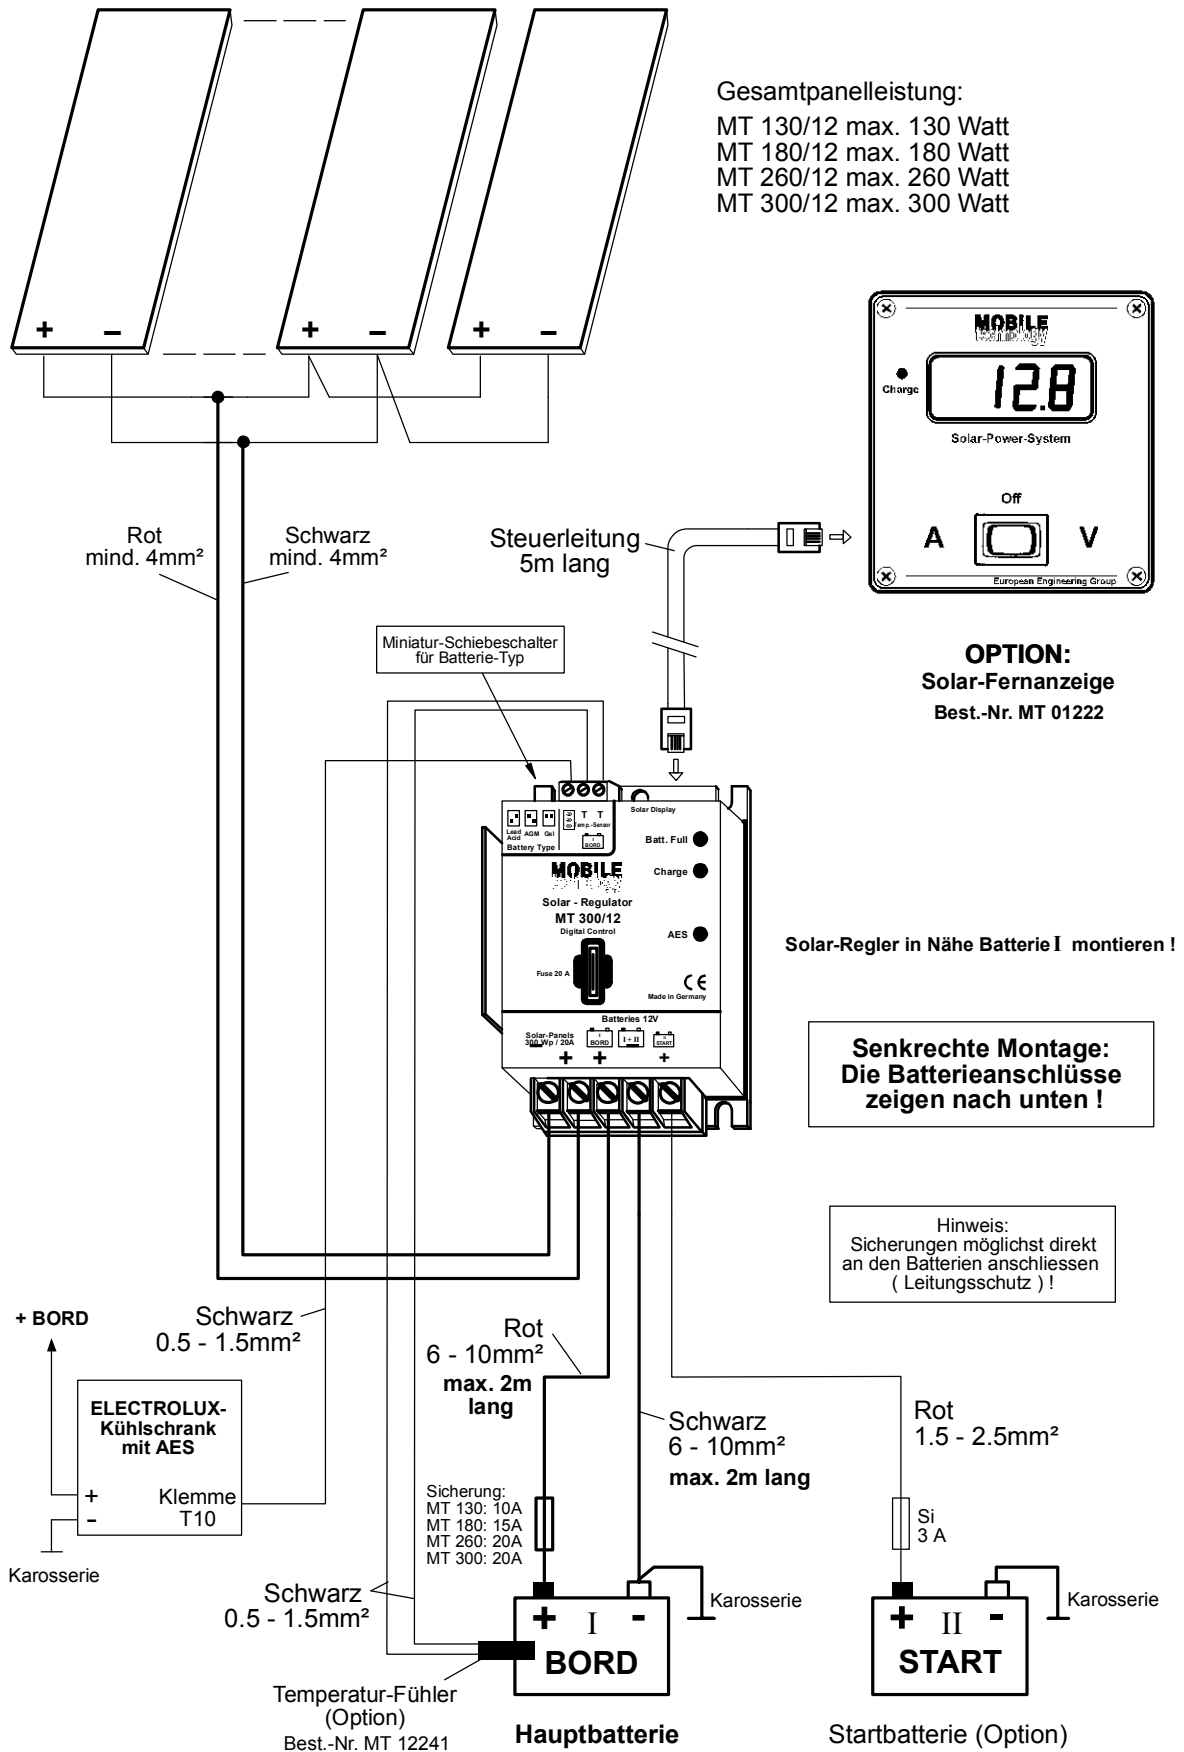 Gesamtpanelleistung:
MT 130/12 max. 130 Watt
MT 180/12 max. 180 Watt
MT 260/12 max. 260 Watt
MT 300/12 max. 300 Watt
+ –
+ –
+ –
MOBILE
technology
Charge
12.8
Solar-Power-System
Off
A
V
European Engineering Group
OPTION:
Solar-Fernanzeige
Best.-Nr. MT 01222
Rot
mind. 4mm²
Schwarz
mind. 4mm²
Steuerleitung
5m lang
Miniatur-Schiebeschalter
für Batterie-Typ
Solar Display
Lead
Acid
AGM
Gel
Battery Type
T T
Temp.-Sensor
I
BORD
Batt. Full
Charge
AES
MOBILE
Solar - Regulator
MT 300/12
Digital Control
Fuse 20 A
CE
Made in Germany
Batteries 12V
Solar-Panels
300 Wp / 20A
I
BORD
I + II
II
START
– + + – +
Solar-Regler in Nähe Batterie I montieren !
Senkrechte Montage:
Die Batterieanschlüsse
zeigen nach unten !
Hinweis:
Sicherungen möglichst direkt
an den Batterien anschliessen
( Leitungsschutz ) !
+ BORD
Schwarz
0.5 - 1.5mm²
ELECTROLUX-
Kühlschrank
mit AES
+
-
Klemme
T10
Karosserie
Rot
6 - 10mm²
max. 2m
lang
Schwarz
6 - 10mm²
max. 2m lang
Rot
1.5 - 2.5mm²
Sicherung:
MT 130: 10A
MT 180: 15A
MT 260: 20A
MT 300: 20A
Si
3 A
Schwarz
0.5 - 1.5mm²
Karosserie
Karosserie
+ I -
BORD
+ II -
START
Temperatur-Fühler
(Option)
Best.-Nr. MT 12241
Hauptbatterie
Startbatterie (Option)